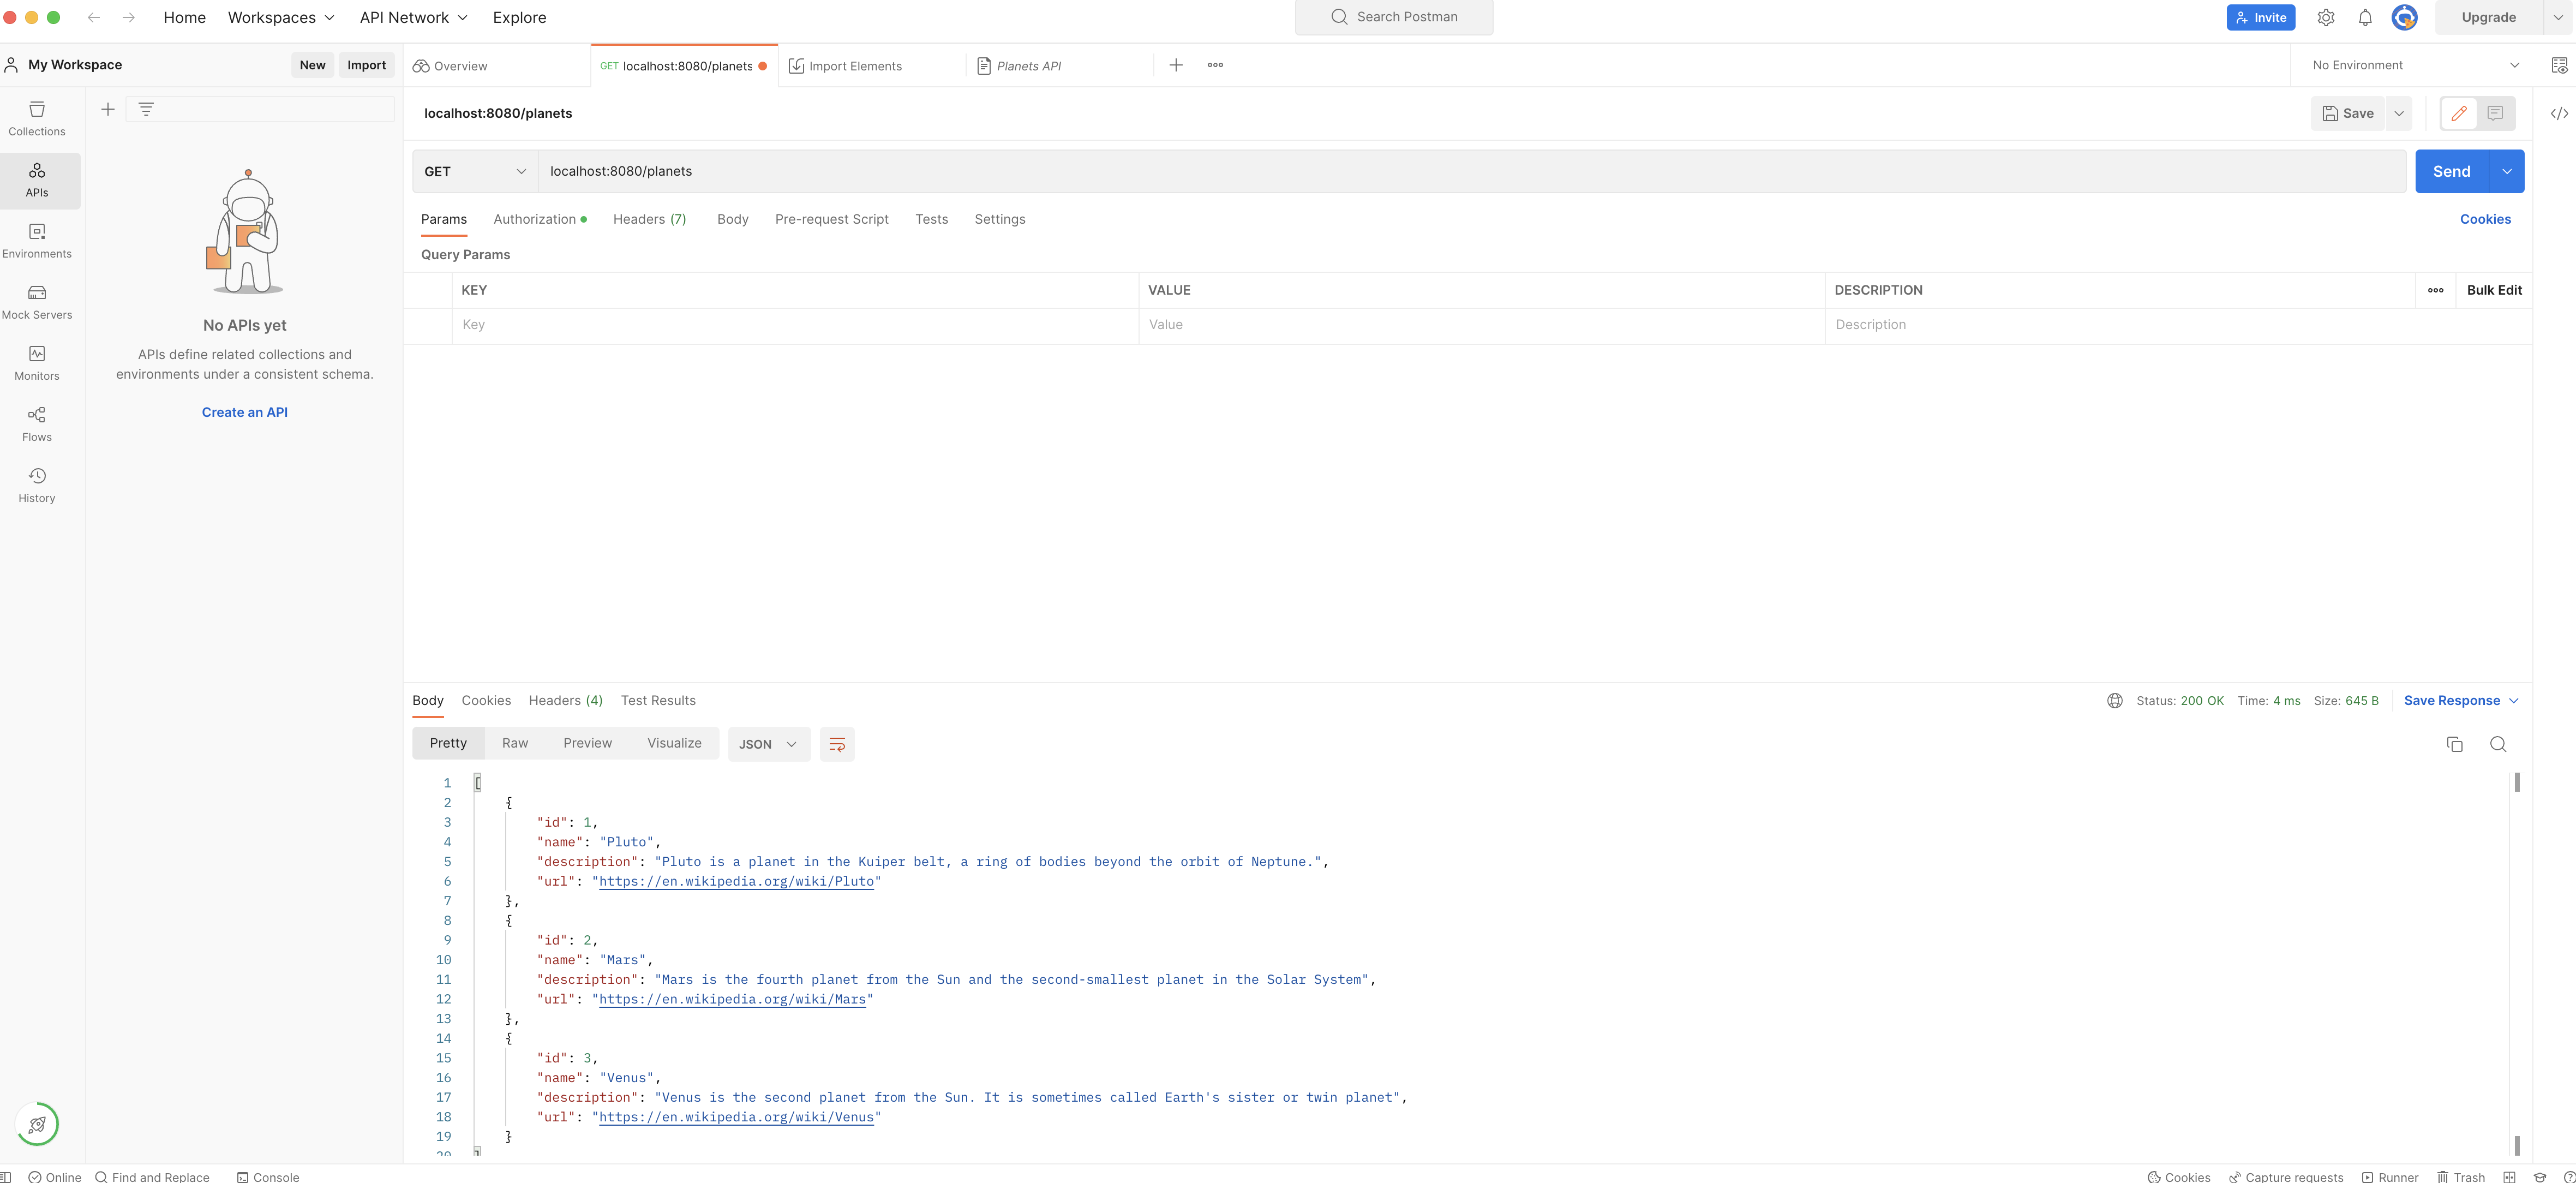 Home Workspaces API Network Explore
Search Postman
Invite
Upgrade
My Workspace
New
Import
Overview
GET localhost:8080/planets
Import Elements
Planets API
No Environment
Collections
APIs
Environments
Mock Servers
Monitors
Flows
History
No APIs yet
APIs define related collections and
environments under a consistent schema.
Create an API
localhost:8080/planets
Save
GET
localhost:8080/planets
Send
Params Authorization Headers (7) Body Pre-request Script Tests Settings
Cookies
Query Params
KEY VALUE DESCRIPTION
Bulk Edit
Key Value Description
Body Cookies Headers (4) Test Results
Status: 200 OK Time: 4 ms Size: 645 B Save Response
Pretty Raw Preview Visualize JSON
1 [
2 {
3 "id": 1,
4 "name": "Pluto",
5 "description": "Pluto is a planet in the Kuiper belt, a ring of bodies beyond the orbit of Neptune.",
6 "url": "https://en.wikipedia.org/wiki/Pluto"
7 },
8 {
9 "id": 2,
10 "name": "Mars",
11 "description": "Mars is the fourth planet from the Sun and the second-smallest planet in the Solar System",
12 "url": "https://en.wikipedia.org/wiki/Mars"
13 },
14 {
15 "id": 3,
16 "name": "Venus",
17 "description": "Venus is the second planet from the Sun. It is sometimes called Earth's sister or twin planet",
18 "url": "https://en.wikipedia.org/wiki/Venus"
19 }
20 ]
Online Find and Replace Console
Cookies Capture requests Runner Trash